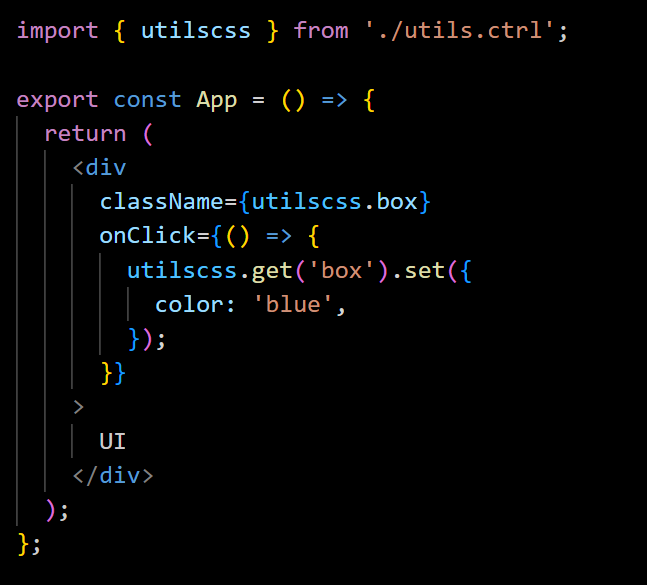 import { utilscss } from './utils.ctrl';

export const App = () => {
  return (
    <div
      className={utilscss.box}
      onClick={() => {
        utilscss.get('box').set({
          color: 'blue',
        });
      }}
    >
      UI
    </div>
  );
};